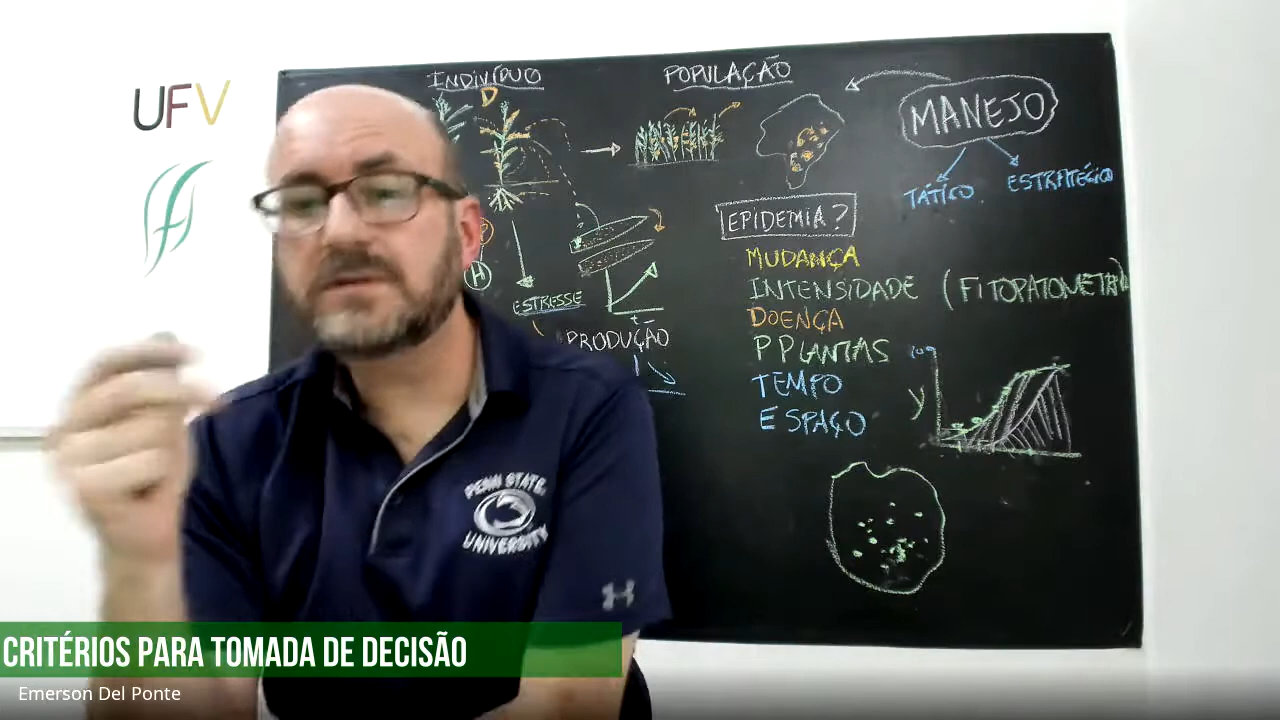 UFV
INDIVÍDUO
POPULAÇÃO
MANEJO
D
TÁTICO
ESTRATÉGICO
EPIDEMIA?
MUDANÇA
INTENSIDADE (FITOPATOMETRIA)
H
ESTRESSE
DOENÇA
t
PRODUÇÃO
P PLANTAS
TEMPO
y
ESPAÇO
PENN STATE
UNIVERSITY
CRITÉRIOS PARA TOMADA DE DECISÃO
Emerson Del Ponte